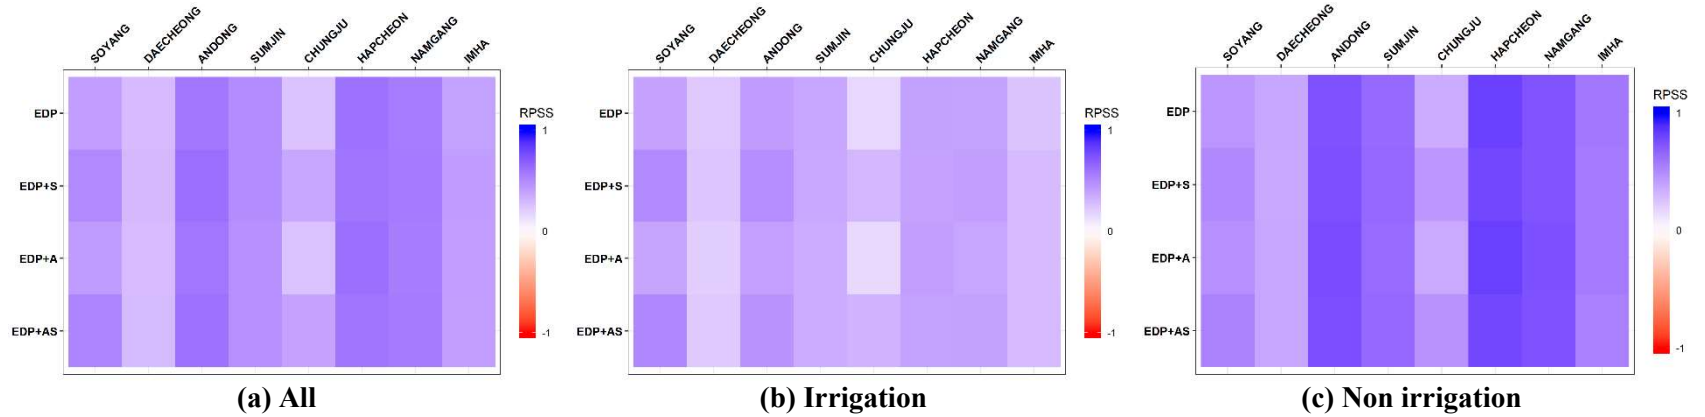 SOYANG DAECHEONG ANDONG SUMJIN CHUNGJU HAPCHEON NAMGANG IMHA
EDP
EDP+S
EDP+A
EDP+AS
RPSS
1
0
-1
(a) All
SOYANG DAECHEONG ANDONG SUMJIN CHUNGJU HAPCHEON NAMGANG IMHA
EDP
EDP+S
EDP+A
EDP+AS
RPSS
1
0
-1
(b) Irrigation
SOYANG DAECHEONG ANDONG SUMJIN CHUNGJU HAPCHEON NAMGANG IMHA
EDP
EDP+S
EDP+A
EDP+AS
RPSS
1
0
-1
(c) Non irrigation